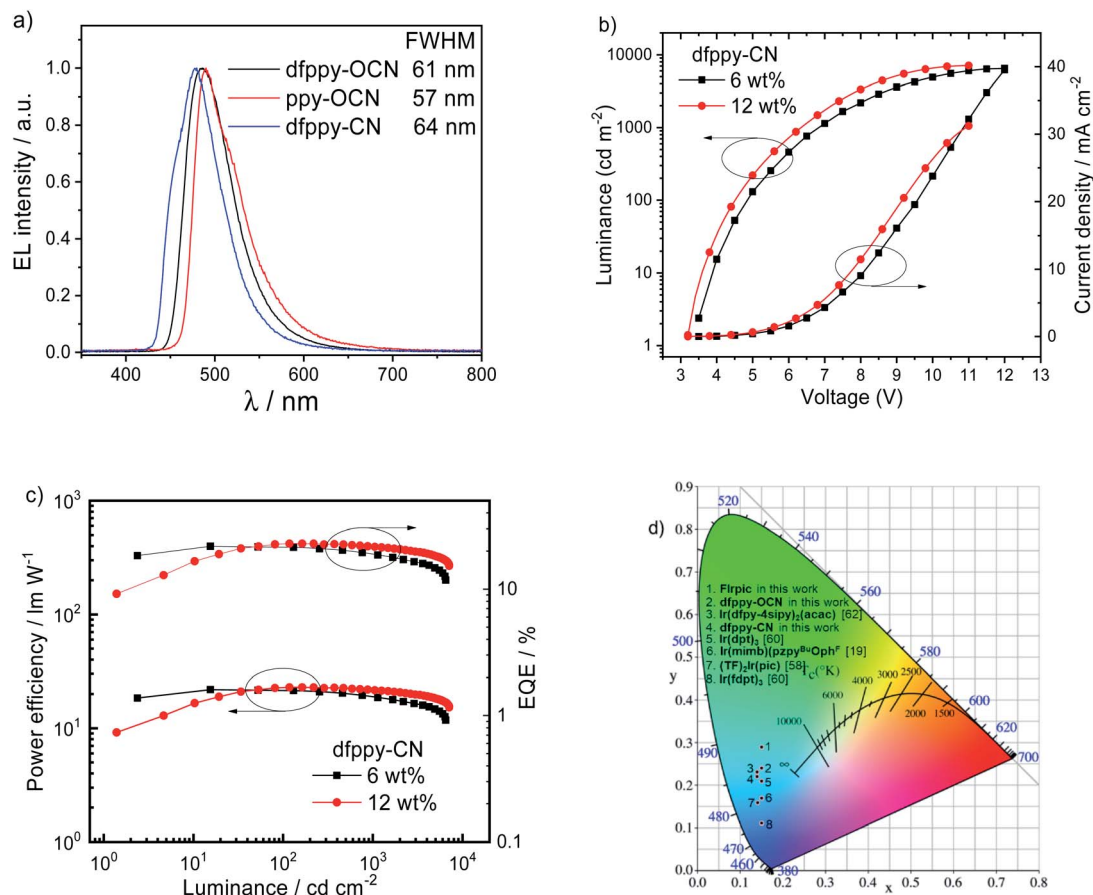 a)
FWHM
dfppy-OCN 61 nm
ppy-OCN 57 nm
dfppy-CN 64 nm
1.0
0.8
0.6
0.4
0.2
0.0
EL intensity / a.u.
400 500 600 700 800
λ / nm
b)
dfppy-CN
6 wt%
12 wt%
10000
1000
100
10
1
Luminance (cd m-2)
40
30
20
10
0
Current density / mA cm-2
3 4 5 6 7 8 9 10 11 12 13
Voltage (V)
c)
10³
10²
10¹
10⁰
Power efficiency / lm W-1
10
1
0.1
EQE / %
dfppy-CN
6 wt%
12 wt%
10⁰ 10¹ 10² 10³ 10⁴
Luminance / cd cm-2
d)
0.9
0.8
0.7
0.6
0.5
y
0.4
0.3
0.2
0.1
0.0
520
540
560
580
600
620
700
500
490
480
470
460
380
1. FIrpic in this work
2. dfppy-OCN in this work
3. Ir(dfpy-4sipy)₂(acac) [62]
4. dfppy-CN in this work
5. Ir(dpt)₃ [60]
6. Ir(mimb)(pzpyBuOphF [19]
7. (TF)₂Ir(pic) [58]
8. Ir(fdpt)₃ [60]
Tc(°K)
∞
10000
6000
4000
3000
2500
2000
1500
1
3 2
4 5
6
7
8
0.0 0.1 0.2 0.3 0.4 0.5 0.6 0.7 0.8
x